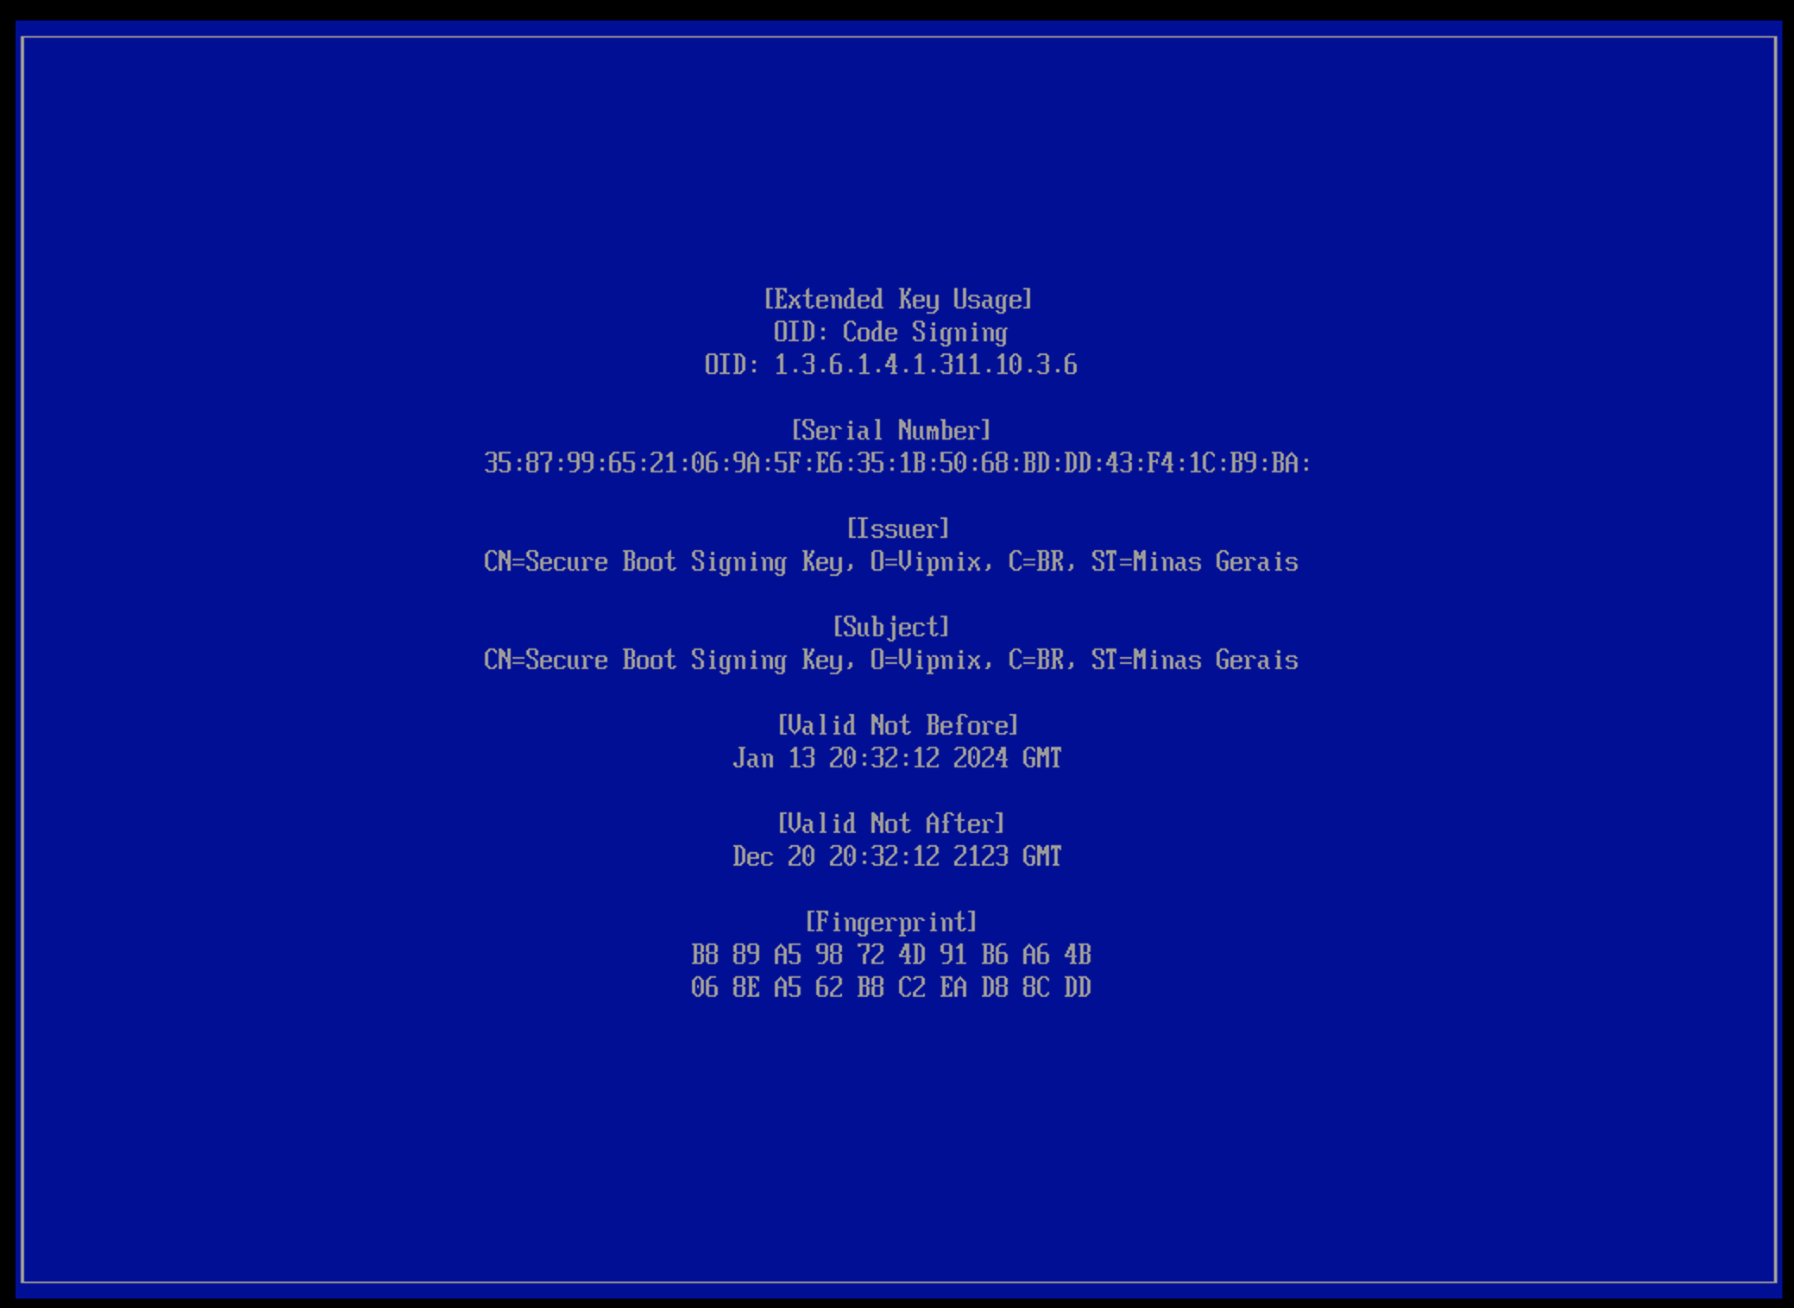 [Extended Key Usage]
OID: Code Signing
OID: 1.3.6.1.4.1.311.10.3.6
[Serial Number]
35:87:99:65:21:06:9A:5F:E6:35:1B:50:68:BD:DD:43:F4:1C:B9:BA:
[Issuer]
CN=Secure Boot Signing Key, O=Vipnix, C=BR, ST=Minas Gerais
[Subject]
CN=Secure Boot Signing Key, O=Vipnix, C=BR, ST=Minas Gerais
[Valid Not Before]
Jan 13 20:32:12 2024 GMT
[Valid Not After]
Dec 20 20:32:12 2123 GMT
[Fingerprint]
B8 89 A5 98 72 4D 91 B6 A6 4B
06 8E A5 62 B8 C2 EA D8 8C DD